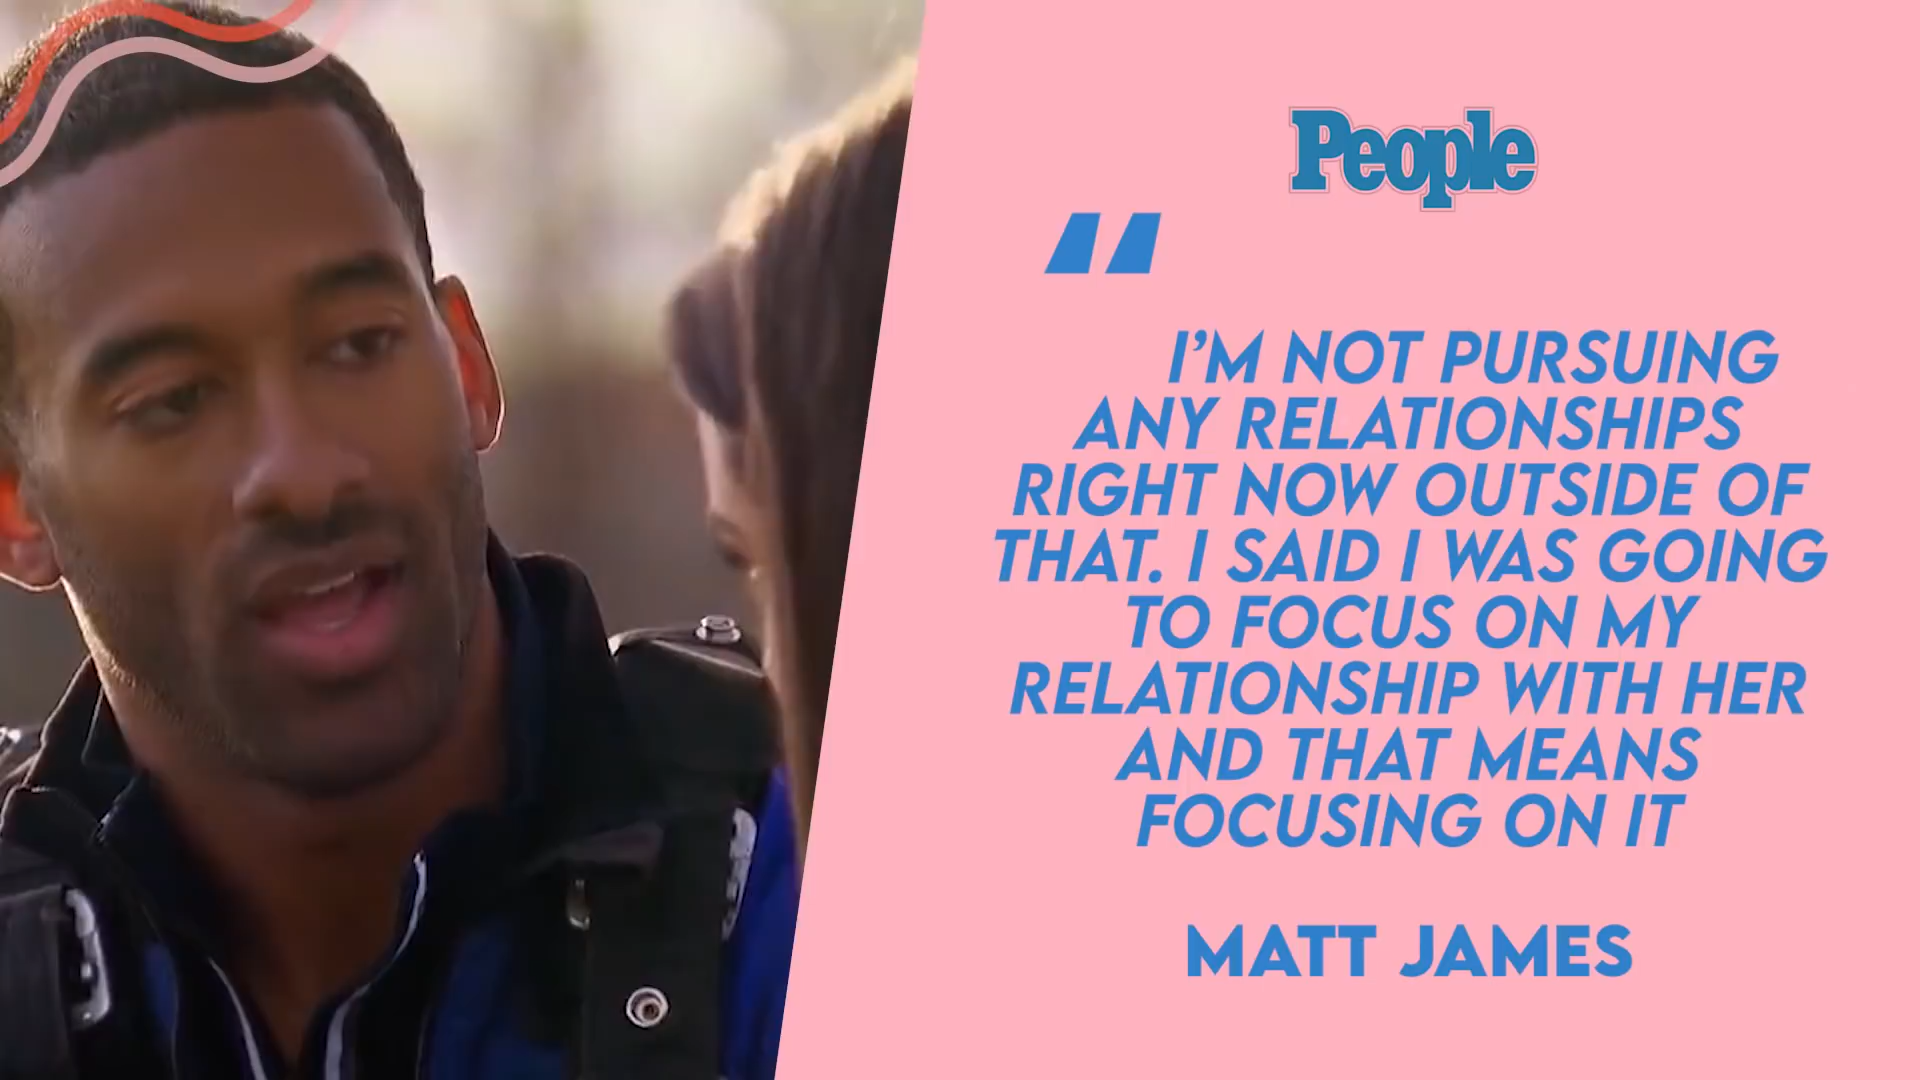 People
“
I’M NOT PURSUING
ANY RELATIONSHIPS
RIGHT NOW OUTSIDE OF
THAT. I SAID I WAS GOING
TO FOCUS ON MY
RELATIONSHIP WITH HER
AND THAT MEANS
FOCUSING ON IT
MATT JAMES